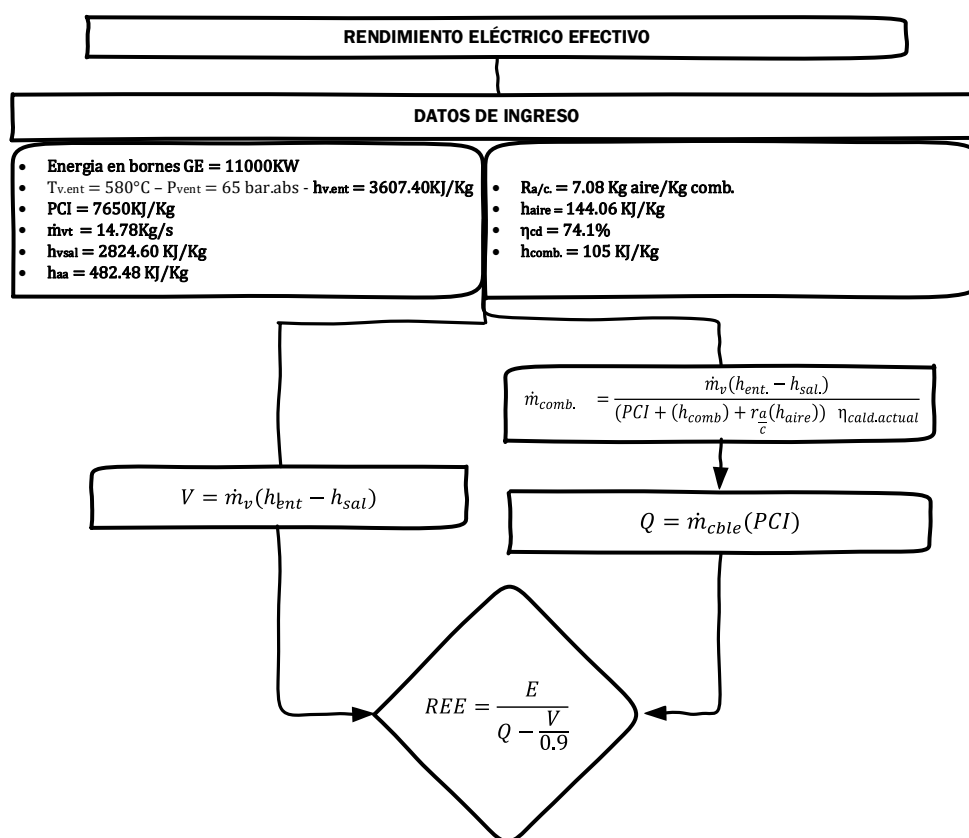 RENDIMIENTO ELÉCTRICO EFECTIVO
DATOS DE INGRESO
• Energia en bornes GE = 11000KW
• Tv.ent = 580°C – Pvent = 65 bar.abs - hv.ent = 3607.40KJ/Kg
• PCI = 7650KJ/Kg
• ṁvt = 14.78Kg/s
• hvsal = 2824.60 KJ/Kg
• haa = 482.48 KJ/Kg
• Ra/c. = 7.08 Kg aire/Kg comb.
• haire = 144.06 KJ/Kg
• ηcd = 74.1%
• hcomb. = 105 KJ/Kg
ṁcomb. = ṁv(hent. − hsal.) / (PCI + (hcomb) + ra/c(haire)) ηcald.actual
V = ṁv(hent − hsal)
Q = ṁcble(PCI)
REE = E / (Q − V/0.9)